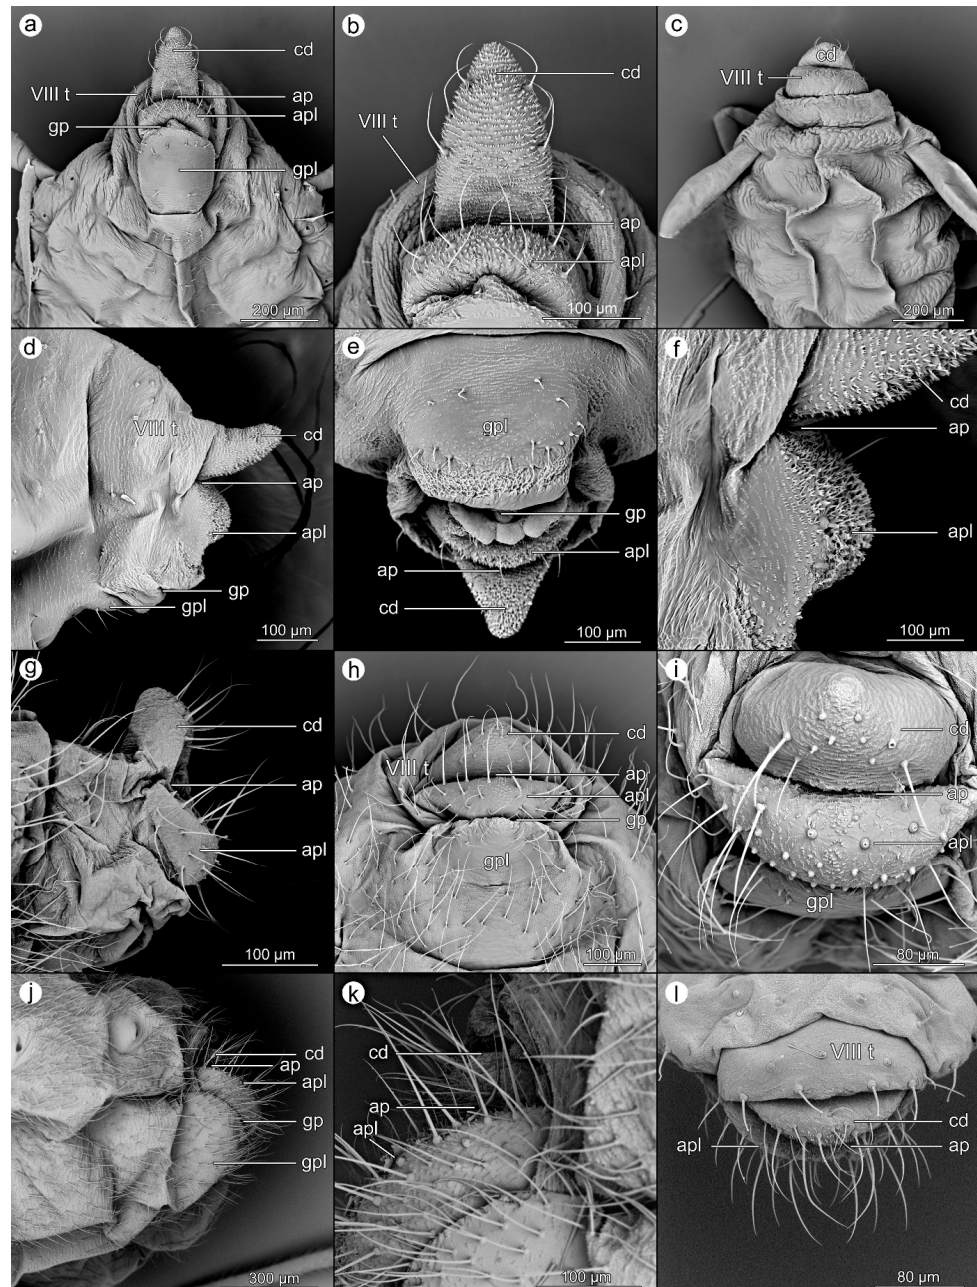 a
cd
VIII t
ap
apl
gp
gpl
200 µm
b
cd
VIII t
ap
apl
100 µm
c
cd
VIII t
200 µm
d
VIII t
cd
ap
apl
gp
gpl
100 µm
e
gpl
gp
apl
ap
cd
100 µm
f
cd
ap
apl
100 µm
g
cd
ap
apl
100 µm
h
cd
VIII t
ap
apl
gp
gpl
100 µm
i
cd
ap
apl
gpl
80 µm
j
cd
ap
apl
gp
gpl
300 µm
k
cd
ap
apl
100 µm
l
VIII t
cd
apl
ap
80 µm